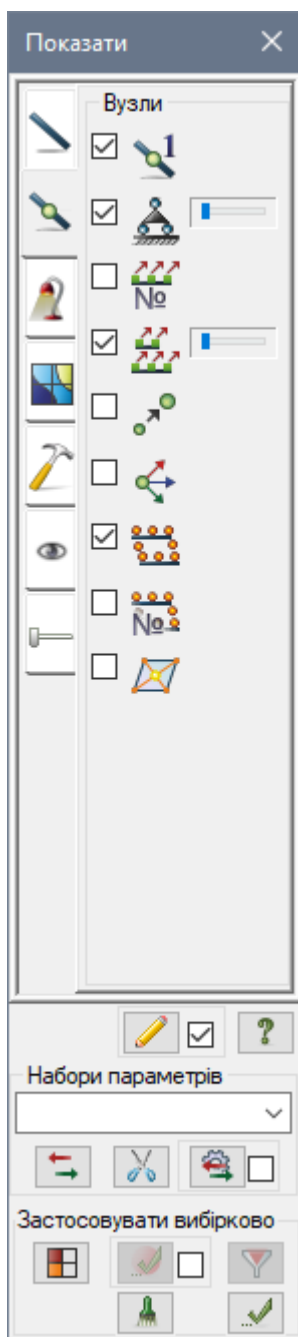 Показати
Вузли
1
№
№
?
Набори параметрів
Застосовувати вибірково